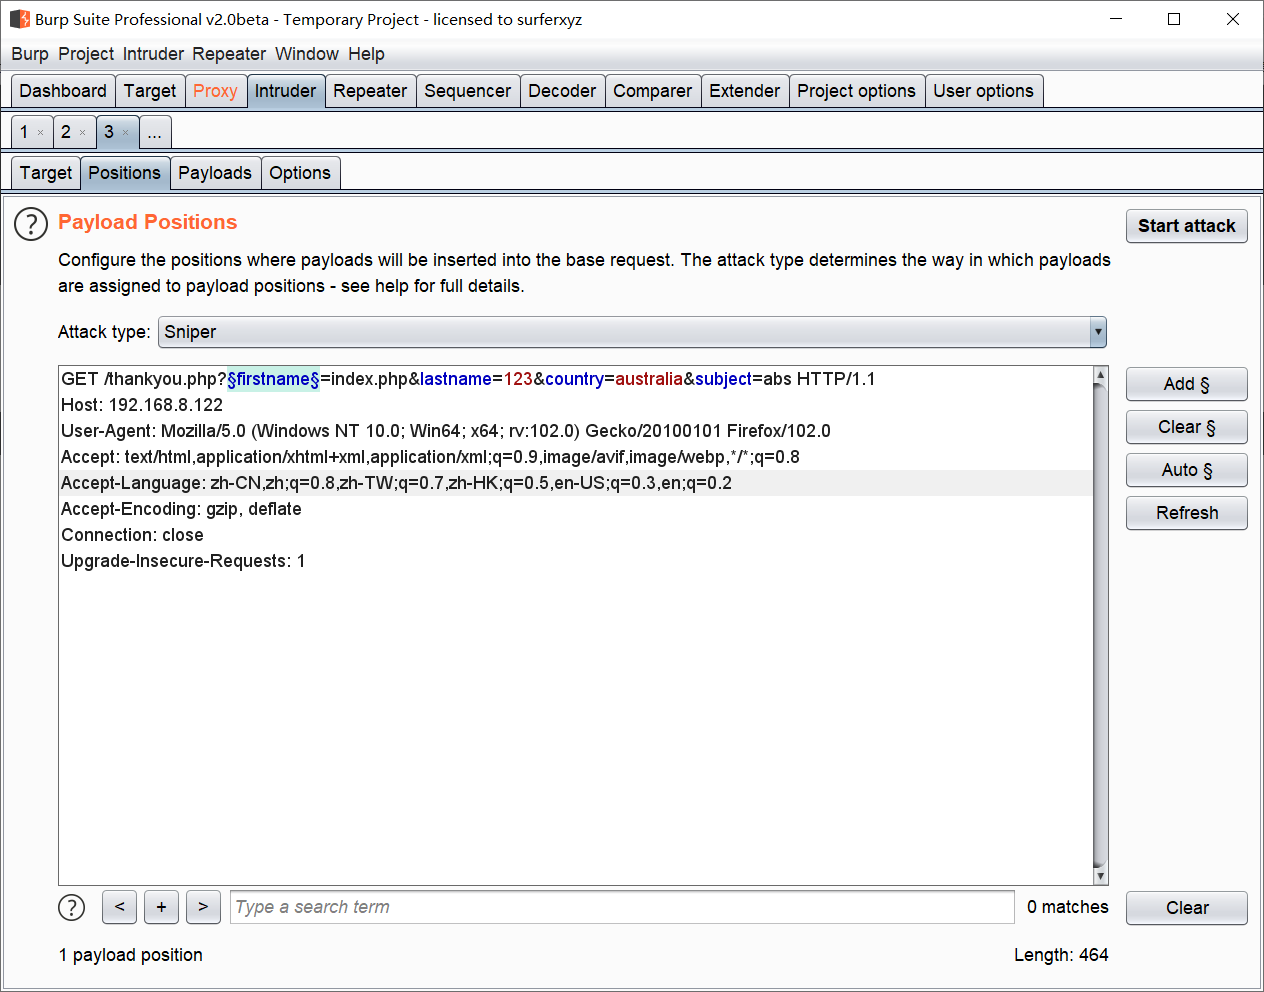 Burp Suite Professional v2.0beta - Temporary Project - licensed to surferxyz
Burp Project Intruder Repeater Window Help
Dashboard Target Proxy Intruder Repeater Sequencer Decoder Comparer Extender Project options User options
1 × 2 × 3 × ...
Target Positions Payloads Options
? Payload Positions
Start attack
Configure the positions where payloads will be inserted into the base request. The attack type determines the way in which payloads
are assigned to payload positions - see help for full details.
Attack type: Sniper
GET /thankyou.php?§firstname§=index.php&lastname=123&country=australia&subject=abs HTTP/1.1
Host: 192.168.8.122
User-Agent: Mozilla/5.0 (Windows NT 10.0; Win64; x64; rv:102.0) Gecko/20100101 Firefox/102.0
Accept: text/html,application/xhtml+xml,application/xml;q=0.9,image/avif,image/webp,*/*;q=0.8
Accept-Language: zh-CN,zh;q=0.8,zh-TW;q=0.7,zh-HK;q=0.5,en-US;q=0.3,en;q=0.2
Accept-Encoding: gzip, deflate
Connection: close
Upgrade-Insecure-Requests: 1
Add §
Clear §
Auto §
Refresh
? < + > Type a search term 0 matches Clear
1 payload position Length: 464